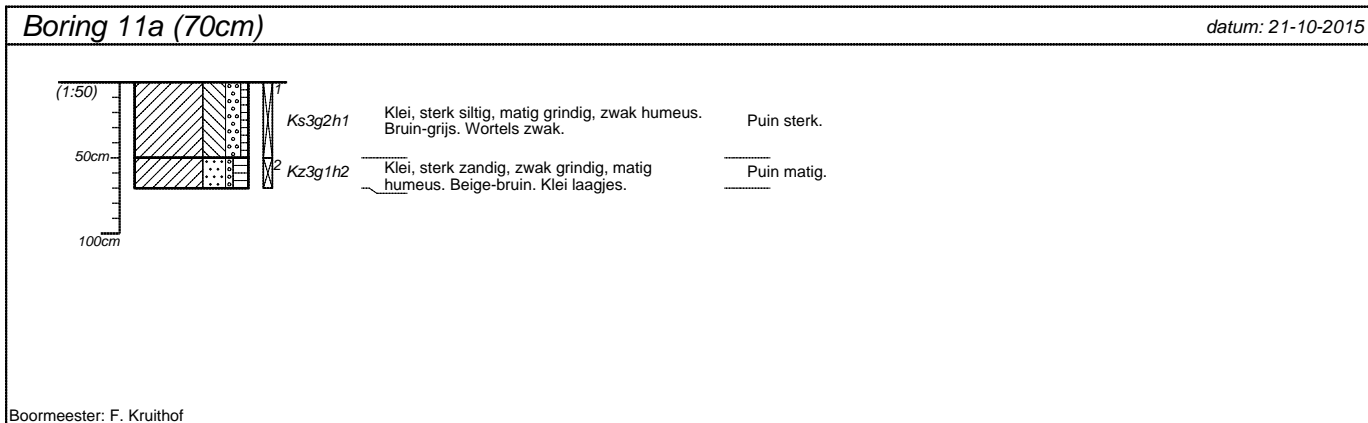 Boring 11a (70cm)
datum: 21-10-2015
(1:50)
1
Ks3g2h1
Klei, sterk siltig, matig grindig, zwak humeus.
Bruin-grijs. Wortels zwak.
Puin sterk.
50cm
2
Kz3g1h2
Klei, sterk zandig, zwak grindig, matig
humeus. Beige-bruin. Klei laagjes.
Puin matig.
100cm
Boormeester: F. Kruithof